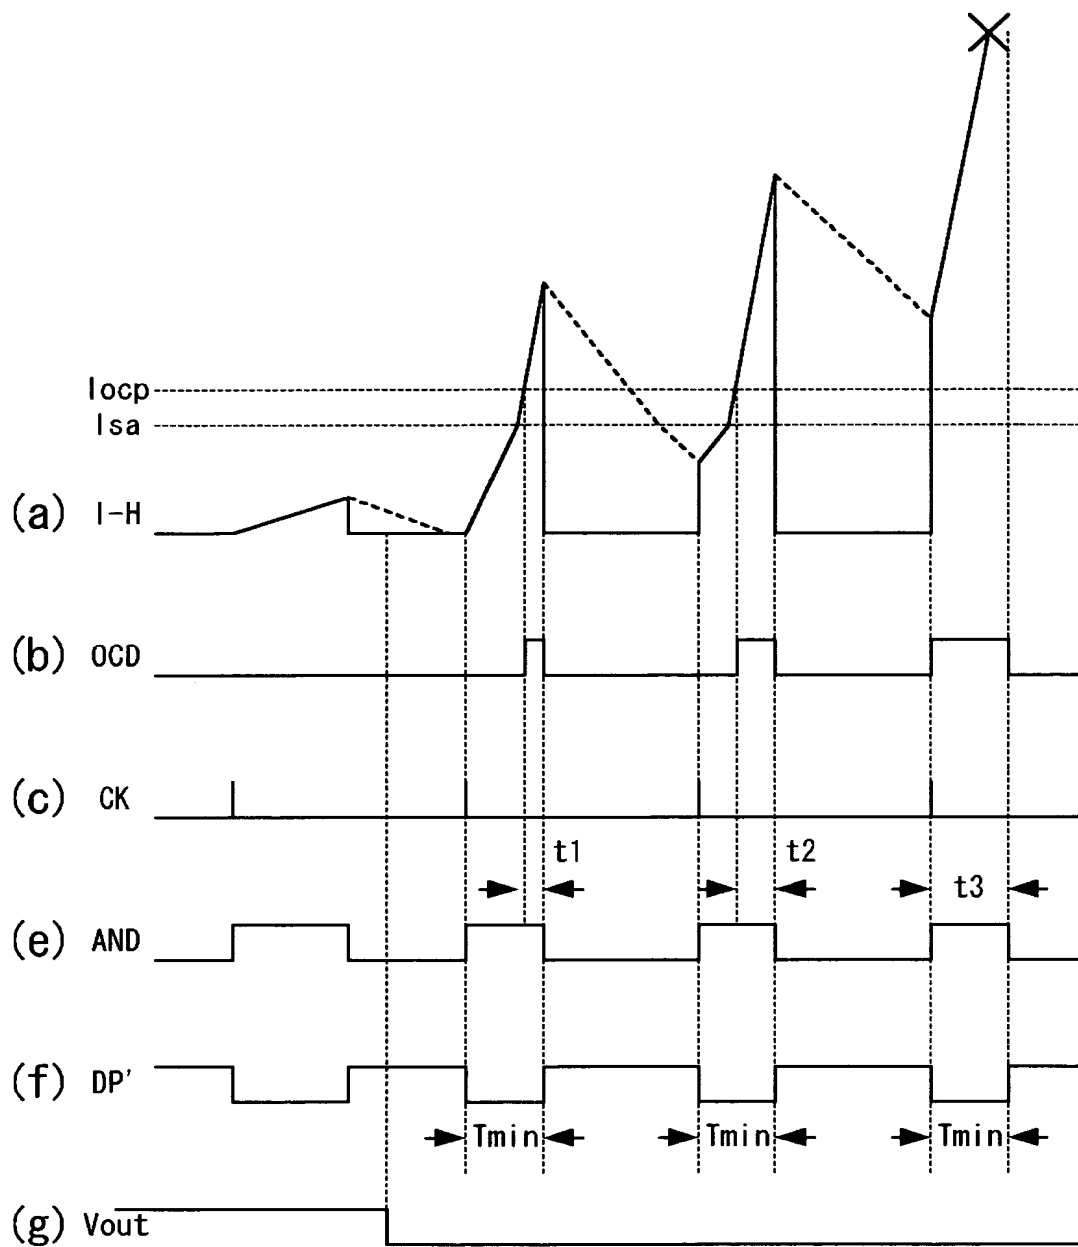 Iocp
Isa
(a) I-H
(b) OCD
(c) CK
t1
t2
t3
(e) AND
(f) DP'
Tmin
Tmin
Tmin
(g) Vout